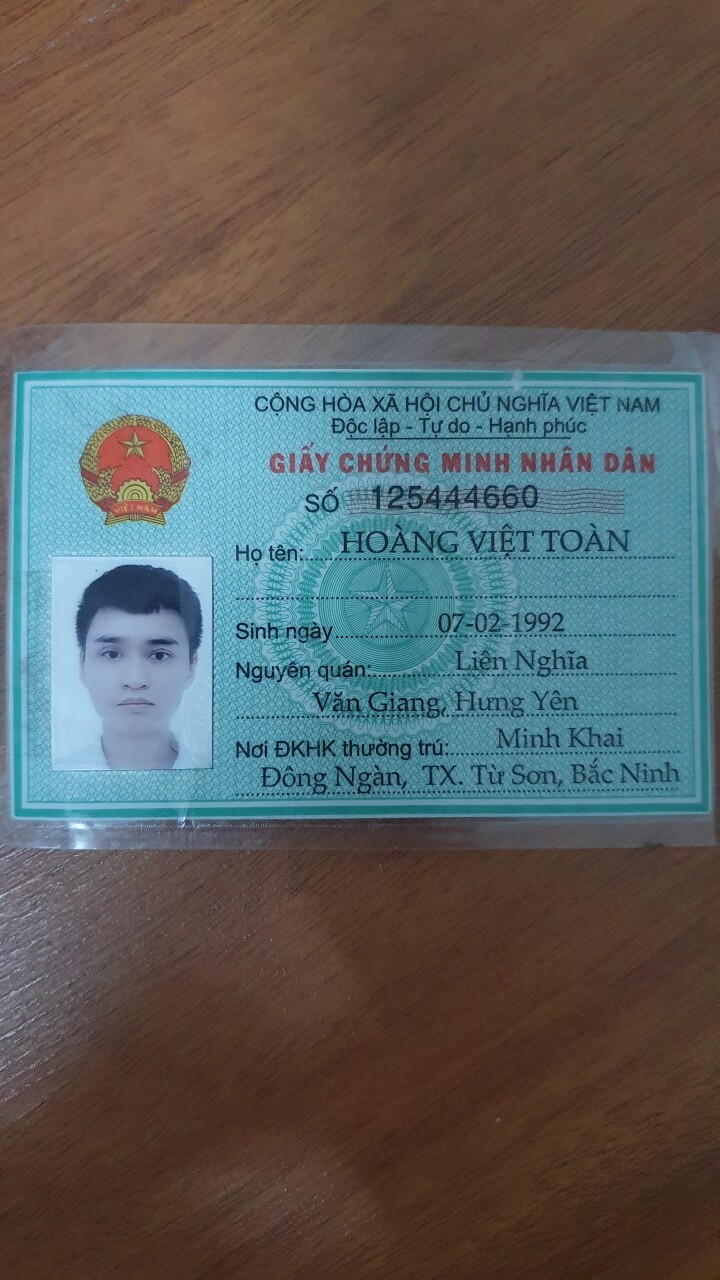 CỘNG HÒA XÃ HỘI CHỦ NGHĨA VIỆT NAM
Độc lập - Tự do - Hạnh phúc
GIẤY CHỨNG MINH NHÂN DÂN
SỐ 125444660
VIỆT NAM
Họ tên: HOÀNG VIỆT TOÀN
Sinh ngày 07-02-1992
Nguyên quán: Liên Nghĩa
Văn Giang, Hưng Yên
Nơi ĐKHK thường trú: Minh Khai
Đông Ngàn, TX. Từ Sơn, Bắc Ninh